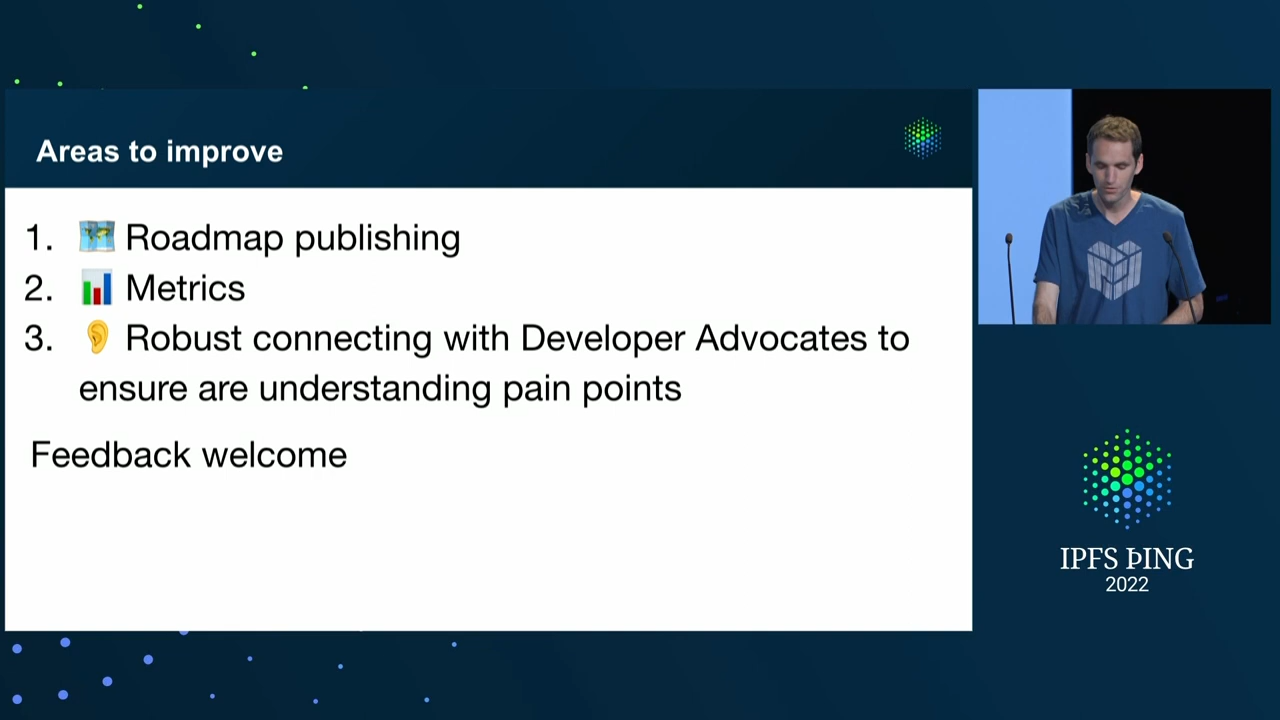 Areas to improve
1. 🗺️ Roadmap publishing
2. 📊 Metrics
3. 👂 Robust connecting with Developer Advocates to
ensure are understanding pain points
Feedback welcome
IPFS ÞING
2022